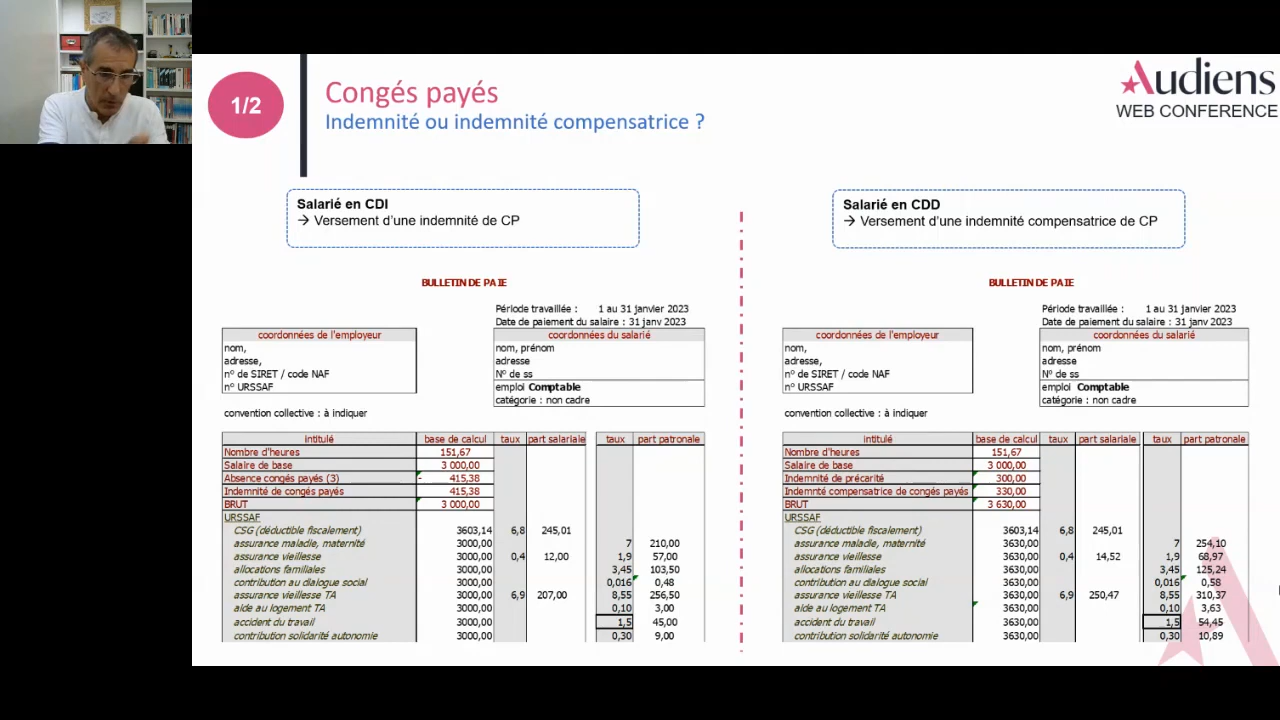 1/2
Congés payés
Indemnité ou indemnité compensatrice ?
Audiens
WEB CONFERENCE
Salarié en CDI
→ Versement d'une indemnité de CP
BULLETIN DE PAIE
Période travaillée : 1 au 31 janvier 2023
Date de paiement du salaire : 31 janv 2023
coordonnées de l'employeur
nom,
adresse,
n° de SIRET / code NAF
n° URSSAF
coordonnées du salarié
nom, prénom
adresse
N° de ss
emploi Comptable
catégorie : non cadre
convention collective : à indiquer
intitulé base de calcul taux part salariale taux part patronale
Nombre d'heures 151,67
Salaire de base 3 000,00
Absence congés payés (3) - 415,38
Indemnité de congés payés 415,38
BRUT 3 000,00
URSSAF
CSG (déductible fiscalement) 3603,14 6,8 245,01
assurance maladie, maternité 3000,00 7 210,00
assurance vieillesse 3000,00 0,4 12,00 1,9 57,00
allocations familiales 3000,00 3,45 103,50
contribution au dialogue social 3000,00 0,016 0,48
assurance vieillesse TA 3000,00 6,9 207,00 8,55 256,50
aide au logement TA 3000,00 0,10 3,00
accident du travail 3000,00 1,5 45,00
contribution solidarité autonomie 3000,00 0,30 9,00
Salarié en CDD
→ Versement d'une indemnité compensatrice de CP
BULLETIN DE PAIE
Période travaillée : 1 au 31 janvier 2023
Date de paiement du salaire : 31 janv 2023
coordonnées de l'employeur
nom,
adresse,
n° de SIRET / code NAF
n° URSSAF
coordonnées du salarié
nom, prénom
adresse
N° de ss
emploi Comptable
catégorie : non cadre
convention collective : à indiquer
intitulé base de calcul taux part salariale taux part patronale
Nombre d'heures 151,67
Salaire de base 3 000,00
Indemnité de précarité 300,00
Indemnté compensatrice de congés payés 330,00
BRUT 3 630,00
URSSAF
CSG (déductible fiscalement) 3603,14 6,8 245,01
assurance maladie, maternité 3630,00 7 254,10
assurance vieillesse 3630,00 0,4 14,52 1,9 68,97
allocations familiales 3630,00 3,45 125,24
contribution au dialogue social 3630,00 0,016 0,58
assurance vieillesse TA 3630,00 6,9 250,47 8,55 310,37
aide au logement TA 3630,00 0,10 3,63
accident du travail 3630,00 1,5 54,45
contribution solidarité autonomie 3630,00 0,30 10,89